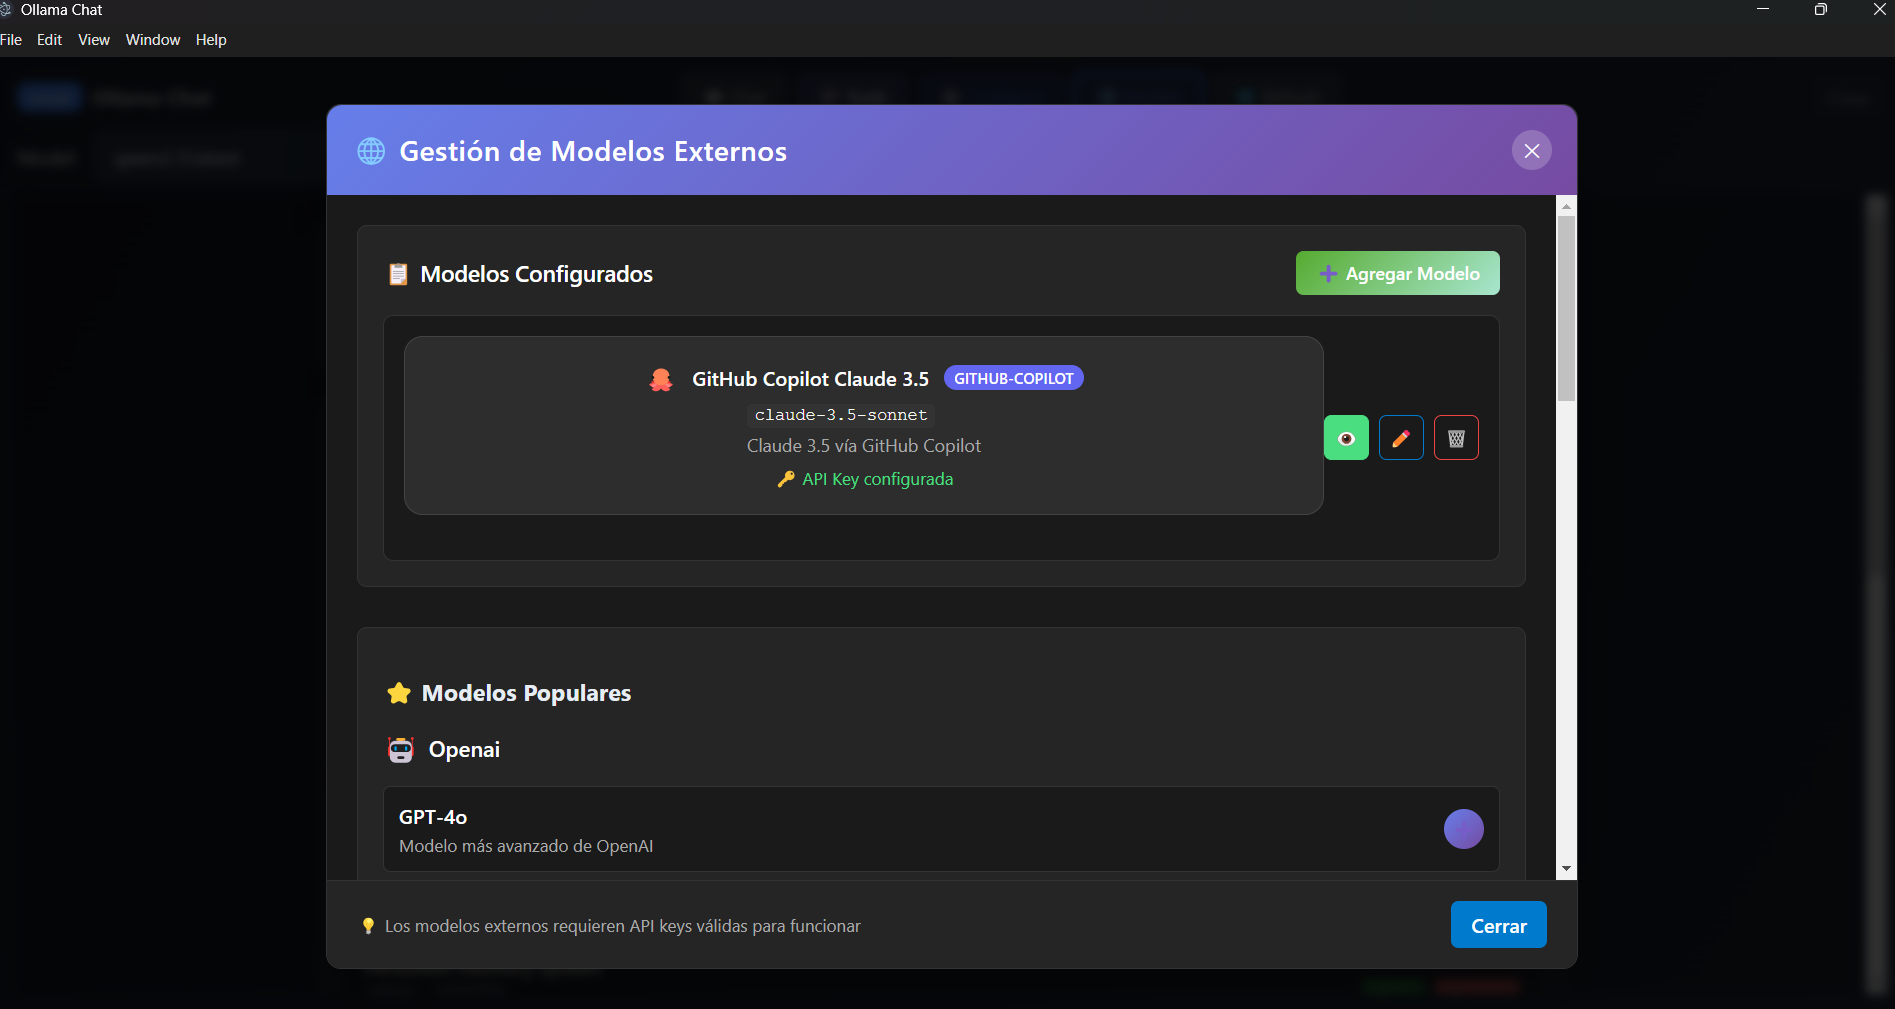 Ollama Chat
File Edit View Window Help
Ollama Chat
Gestión de Modelos Externos
Modelos Configurados
Agregar Modelo
GitHub Copilot Claude 3.5 GITHUB-COPILOT
claude-3.5-sonnet
Claude 3.5 vía GitHub Copilot
API Key configurada
Modelos Populares
Openai
GPT-4o
Modelo más avanzado de OpenAI
Los modelos externos requieren API keys válidas para funcionar
Cerrar